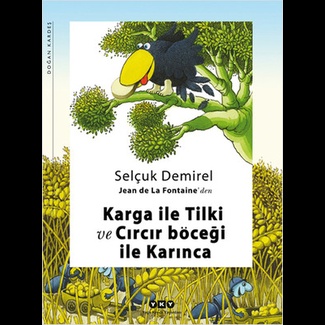 DOĞAN KARDEŞ
Selçuk Demirel
Jean de La Fontaine'den
Karga ile Tilki
ve Cırcır böceği
ile Karınca
YKY